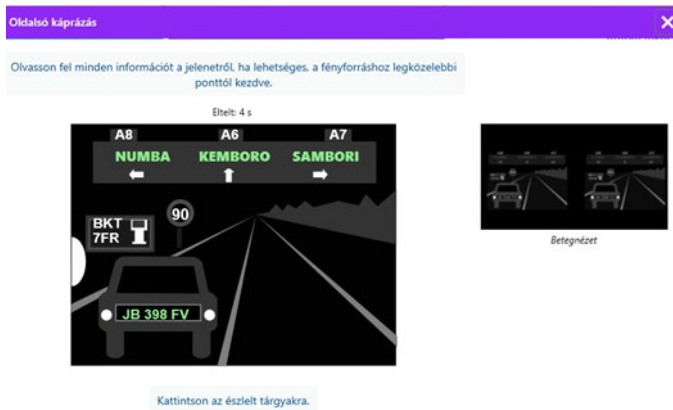 Oldalsó káprázás
Olvasson fel minden információt a jelenetről, ha lehetséges, a fényforráshoz legközelebbi
ponttól kezdve.
Eltelt: 4 s
A8 A6 A7
NUMBA KEMBORO SAMBORI
90
BKT
7FR
JB 398 FV
Betegnézet
Kattintson az észlelt tárgyakra.